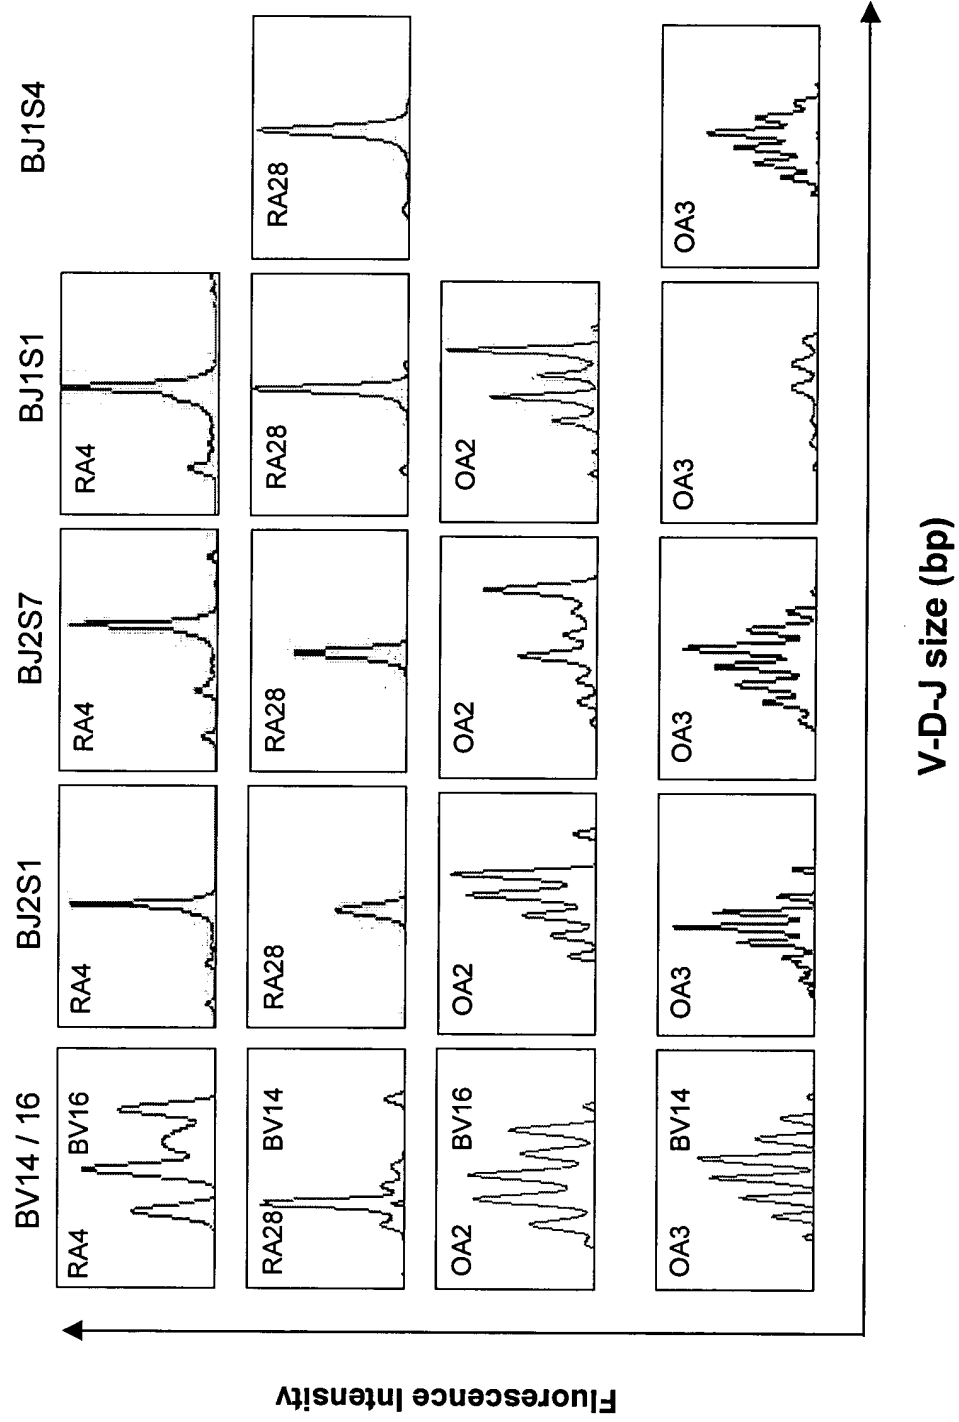 BV14 / 16
BJ2S1
BJ2S7
BJ1S1
BJ1S4
RA4
BV16
RA4
RA4
RA4
RA28
BV14
RA28
RA28
RA28
RA28
OA2
BV16
OA2
OA2
OA2
OA3
BV14
OA3
OA3
OA3
OA3
Fluorescence Intensity
V-D-J size (bp)